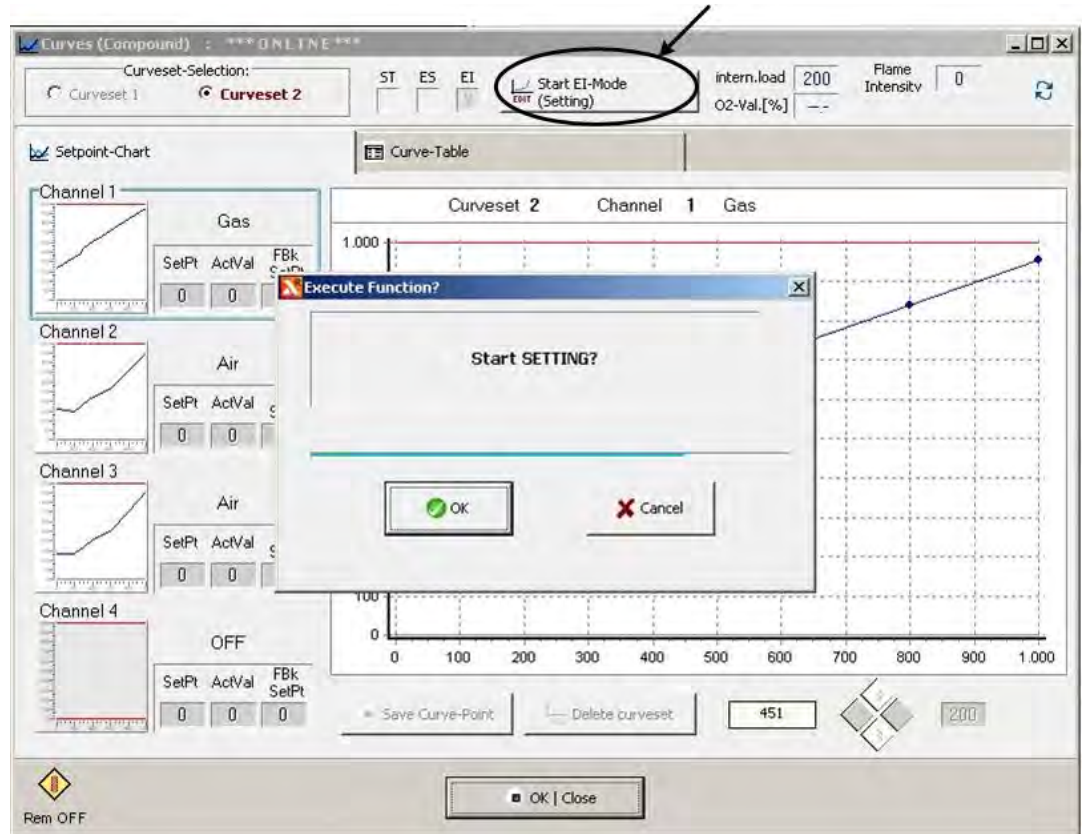 Curves (Compound) : *** ONLINE ***
Curveset-Selection:
Curveset 1
Curveset 2
ST ES EI
V
EDIT
Start EI-Mode
(Setting)
intern.load 200
O2-Val.[%] -.-
Flame
Intensity 0
Setpoint-Chart
Curve-Table
Channel 1
Gas
SetPt ActVal FBk
SetPt
0 0
Channel 2
Air
SetPt ActVal
0 0
Channel 3
Air
SetPt ActVal
0 0
Channel 4
OFF
SetPt ActVal FBk
SetPt
0 0 0
Curveset 2 Channel 1 Gas
1.000
Execute Function?
Start SETTING?
OK
Cancel
100
0
0 100 200 300 400 500 600 700 800 900 1.000
Save Curve-Point
Delete curveset
451
200
Rem OFF
OK | Close